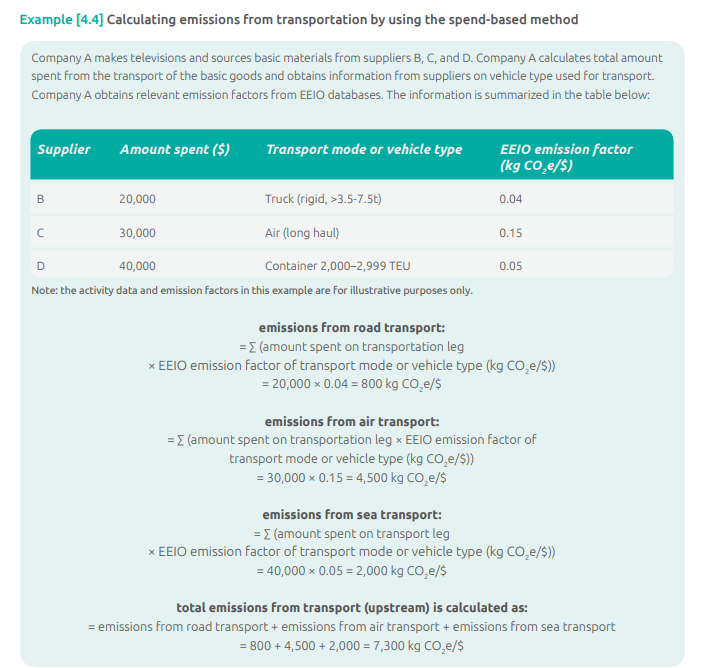 Example [4.4] Calculating emissions from transportation by using the spend-based method
Company A makes televisions and sources basic materials from suppliers B, C, and D. Company A calculates total amount
spent from the transport of the basic goods and obtains information from suppliers on vehicle type used for transport.
Company A obtains relevant emission factors from EEIO databases. The information is summarized in the table below:
Supplier Amount spent ($) Transport mode or vehicle type EEIO emission factor
(kg CO₂e/$)
B 20,000 Truck (rigid, >3.5-7.5t) 0.04
C 30,000 Air (long haul) 0.15
D 40,000 Container 2,000–2,999 TEU 0.05
Note: the activity data and emission factors in this example are for illustrative purposes only.
emissions from road transport:
= ∑ (amount spent on transportation leg
× EEIO emission factor of transport mode or vehicle type (kg CO₂e/$))
= 20,000 × 0.04 = 800 kg CO₂e/$
emissions from air transport:
= ∑ (amount spent on transportation leg × EEIO emission factor of
transport mode or vehicle type (kg CO₂e/$))
= 30,000 × 0.15 = 4,500 kg CO₂e/$
emissions from sea transport:
= ∑ (amount spent on transport leg
× EEIO emission factor of transport mode or vehicle type (kg CO₂e/$))
= 40,000 × 0.05 = 2,000 kg CO₂e/$
total emissions from transport (upstream) is calculated as:
= emissions from road transport + emissions from air transport + emissions from sea transport
= 800 + 4,500 + 2,000 = 7,300 kg CO₂e/$